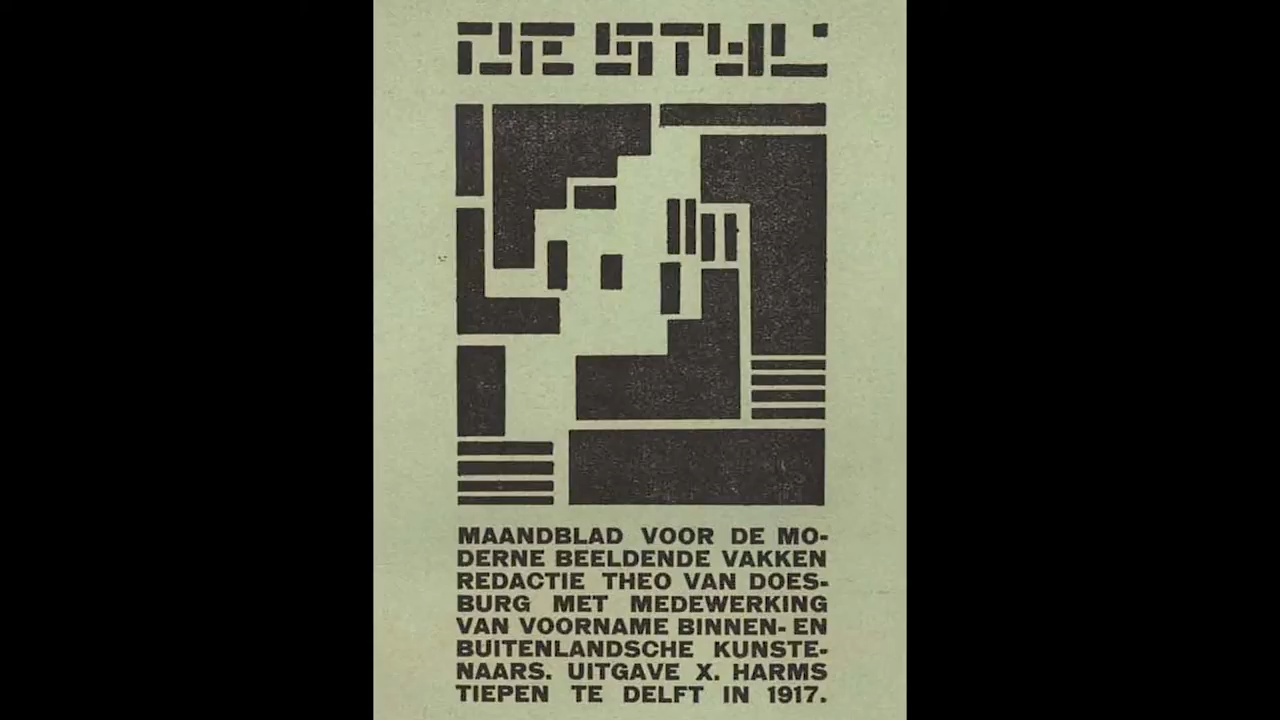 DE STYL
MAANDBLAD VOOR DE MO-
DERNE BEELDENDE VAKKEN
REDACTIE THEO VAN DOES-
BURG MET MEDEWERKING
VAN VOORNAME BINNEN- EN
BUITENLANDSCHE KUNSTE-
NAARS. UITGAVE X. HARMS
TIEPEN TE DELFT IN 1917.